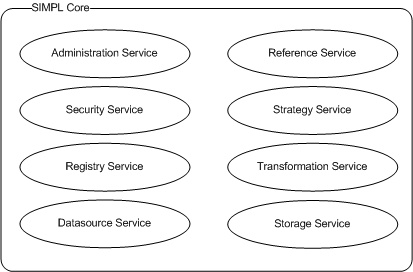 SIMPL Core
Administration Service
Reference Service
Security Service
Strategy Service
Registry Service
Transformation Service
Datasource Service
Storage Service